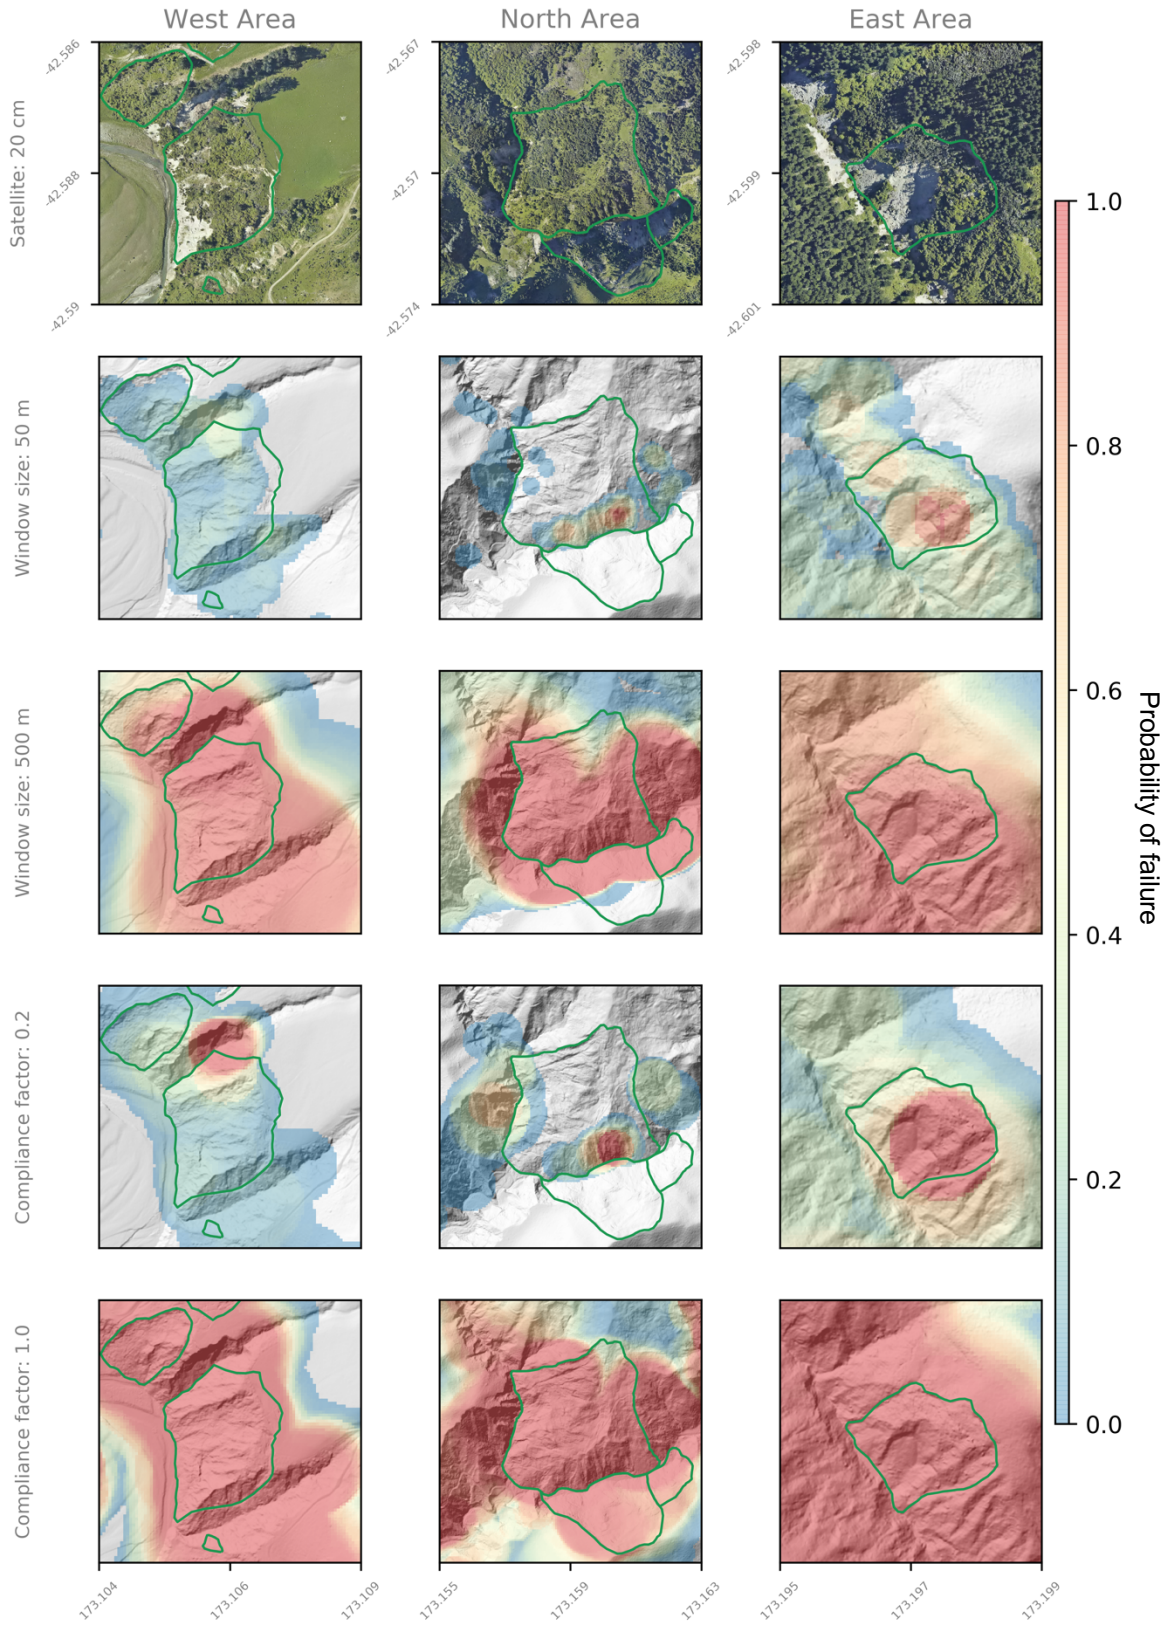 West Area
North Area
East Area
Satellite: 20 cm
-42.586
-42.588
-42.59
-42.567
-42.57
-42.574
-42.598
-42.599
-42.601
Window size: 50 m
Window size: 500 m
Compliance factor: 0.2
Compliance factor: 1.0
1.0
0.8
0.6
0.4
0.2
0.0
Probability of failure
173.104
173.106
173.109
173.155
173.159
173.163
173.195
173.197
173.199